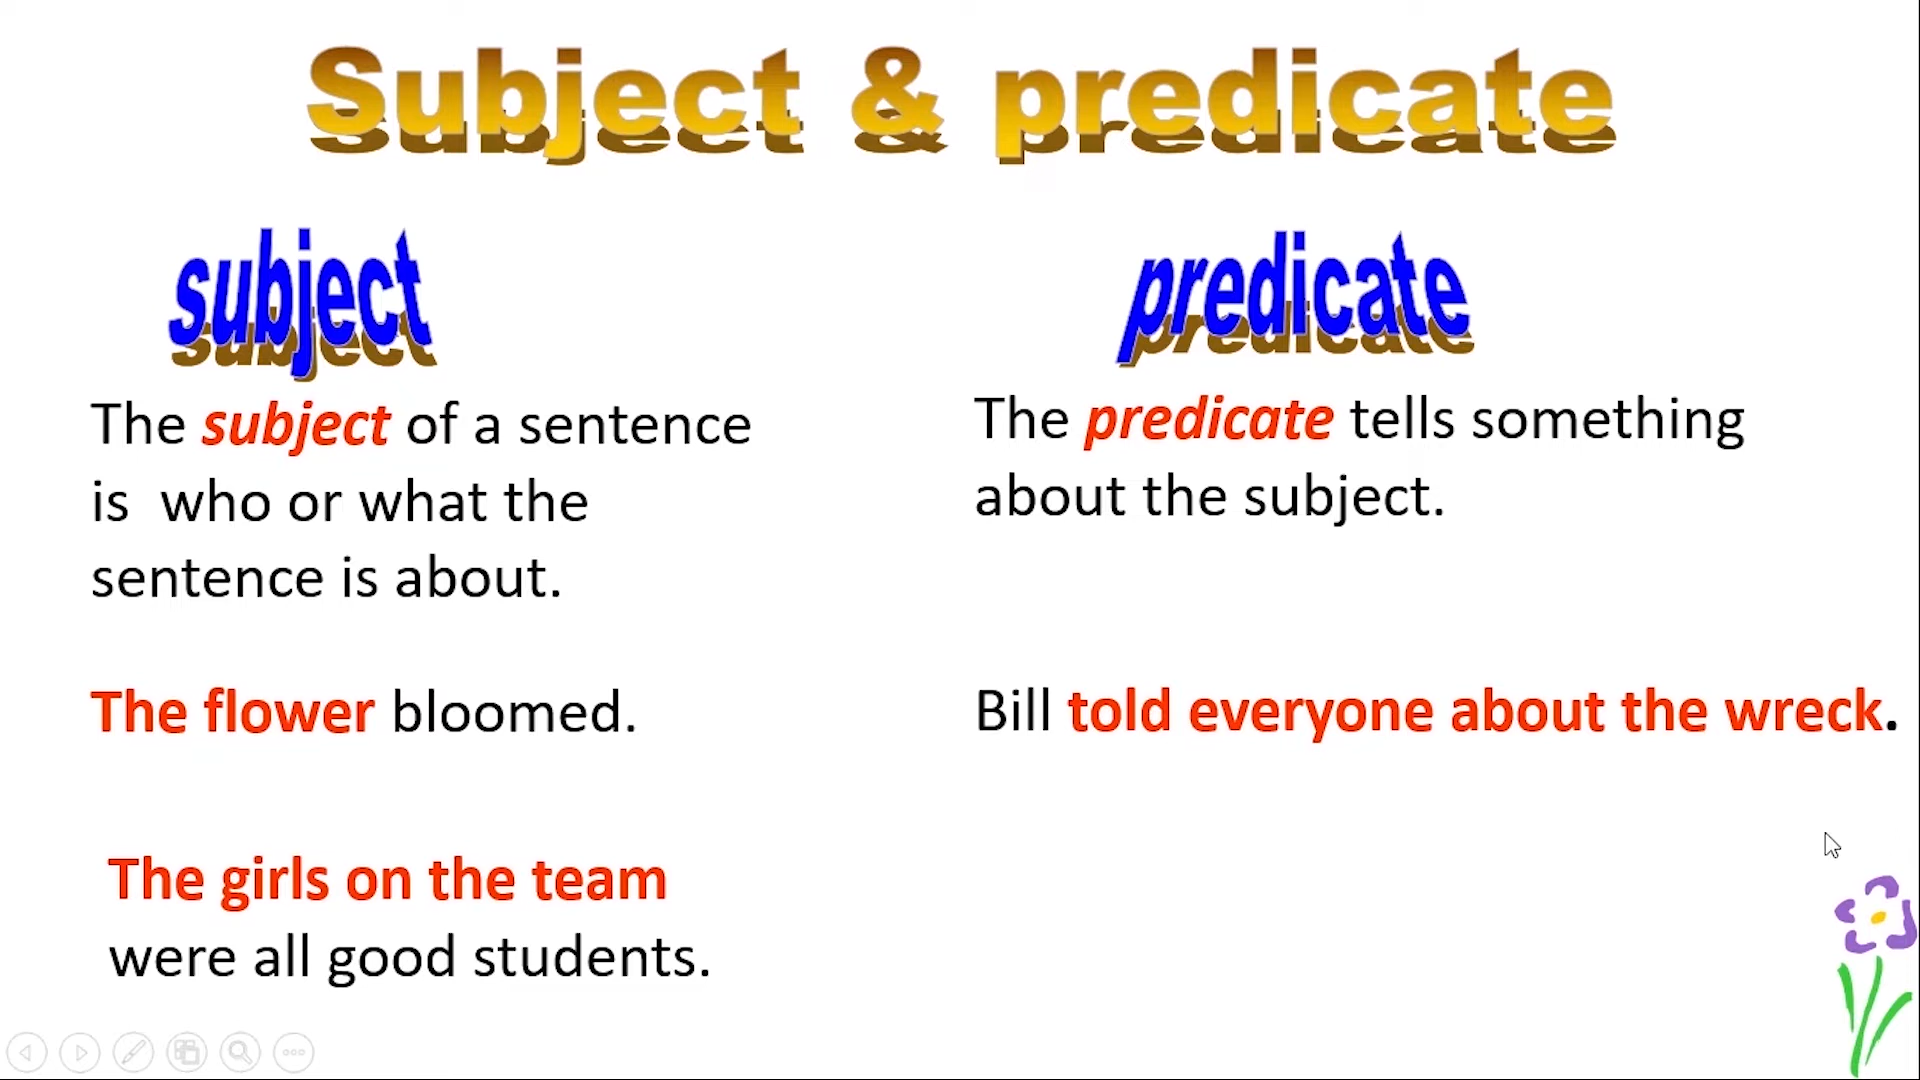 Subject & predicate
subject
The subject of a sentence
is who or what the
sentence is about.
The flower bloomed.
The girls on the team
were all good students.
predicate
The predicate tells something
about the subject.
Bill told everyone about the wreck.